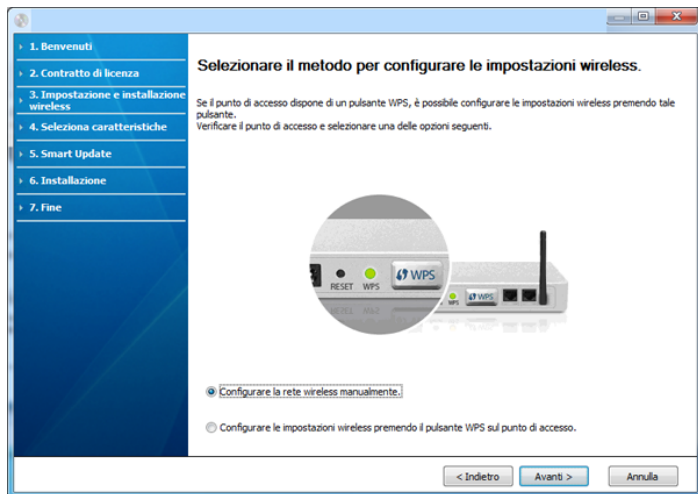 1. Benvenuti
2. Contratto di licenza
3. Impostazione e installazione
wireless
4. Seleziona caratteristiche
5. Smart Update
6. Installazione
7. Fine
Selezionare il metodo per configurare le impostazioni wireless.
Se il punto di accesso dispone di un pulsante WPS, è possibile configurare le impostazioni wireless premendo tale
pulsante.
Verificare il punto di accesso e selezionare una delle opzioni seguenti.
WPS
RESET WPS
WPS WPS
Configurare la rete wireless manualmente.
Configurare le impostazioni wireless premendo il pulsante WPS sul punto di accesso.
< Indietro Avanti > Annulla